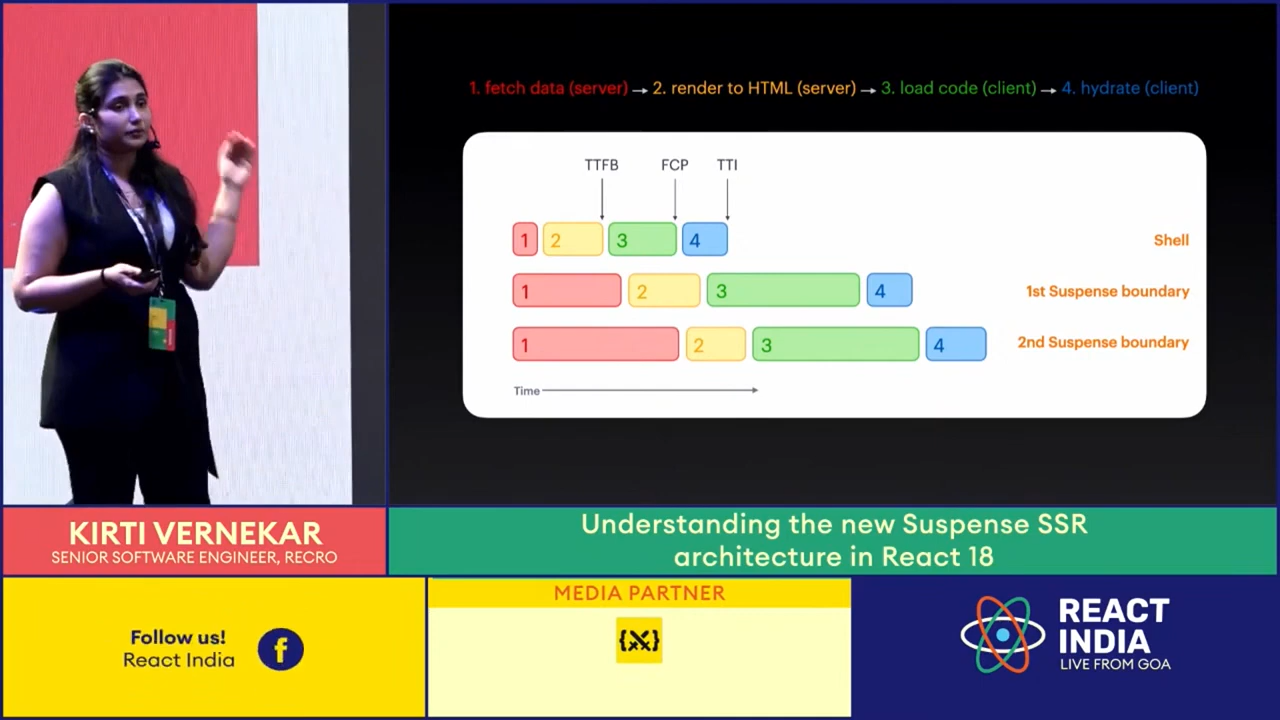 1. fetch data (server) → 2. render to HTML (server) → 3. load code (client) → 4. hydrate (client)
TTFB FCP TTI
1 2 3 4 Shell
1 2 3 4 1st Suspense boundary
1 2 3 4 2nd Suspense boundary
Time
KIRTI VERNEKAR
SENIOR SOFTWARE ENGINEER, RECRO
Understanding the new Suspense SSR
architecture in React 18
Follow us!
React India
f
MEDIA PARTNER
{X}
REACT
INDIA
LIVE FROM GOA